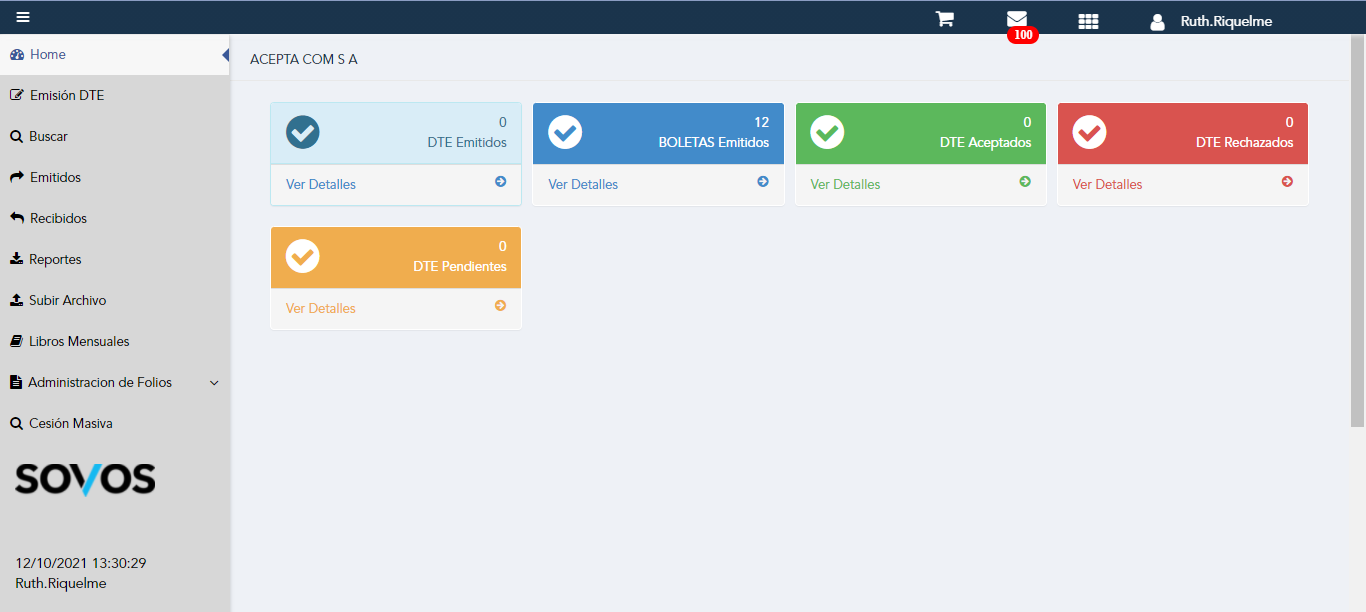 Ruth.Riquelme
100
Home
Emisión DTE
Buscar
Emitidos
Recibidos
Reportes
Subir Archivo
Libros Mensuales
Administracion de Folios
Cesión Masiva
SOVOS
12/10/2021 13:30:29
Ruth.Riquelme
ACEPTA COM S A
0
DTE Emitidos
Ver Detalles
12
BOLETAS Emitidos
Ver Detalles
0
DTE Aceptados
Ver Detalles
0
DTE Rechazados
Ver Detalles
0
DTE Pendientes
Ver Detalles